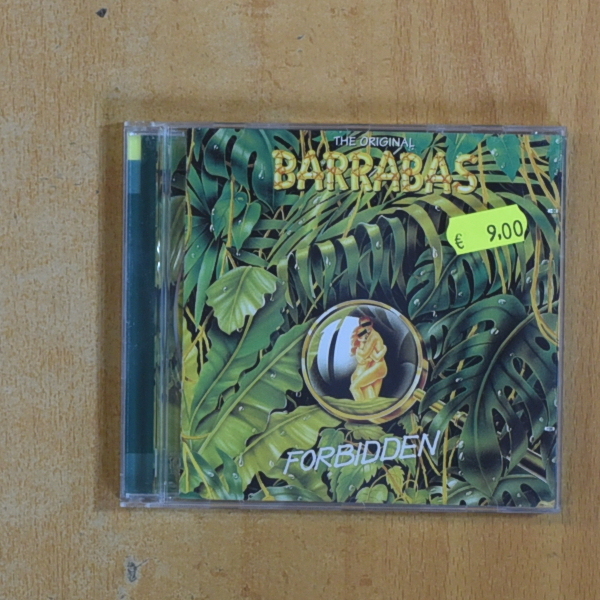 THE ORIGINAL
BARRABAS
€ 9.00
FORBIDDEN